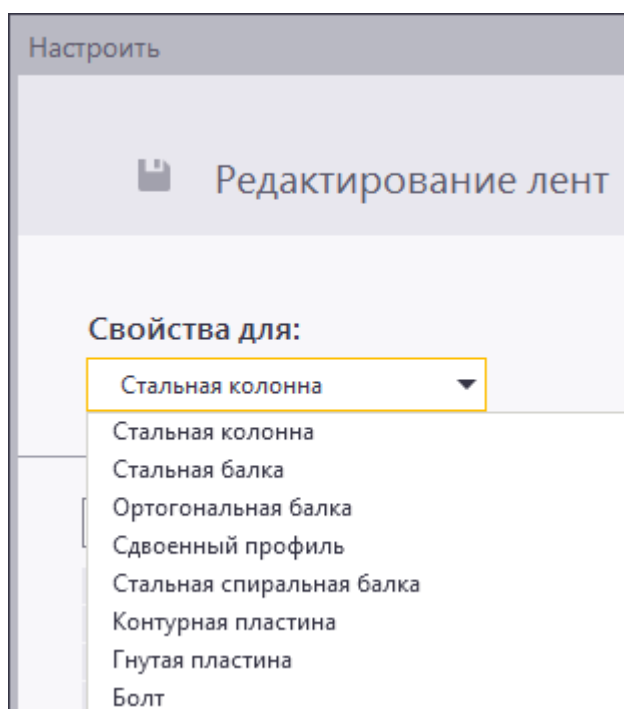 Настроить
Редактирование лент
Свойства для:
Стальная колонна
Стальная колонна
Стальная балка
Ортогональная балка
Сдвоенный профиль
Стальная спиральная балка
Контурная пластина
Гнутая пластина
Болт